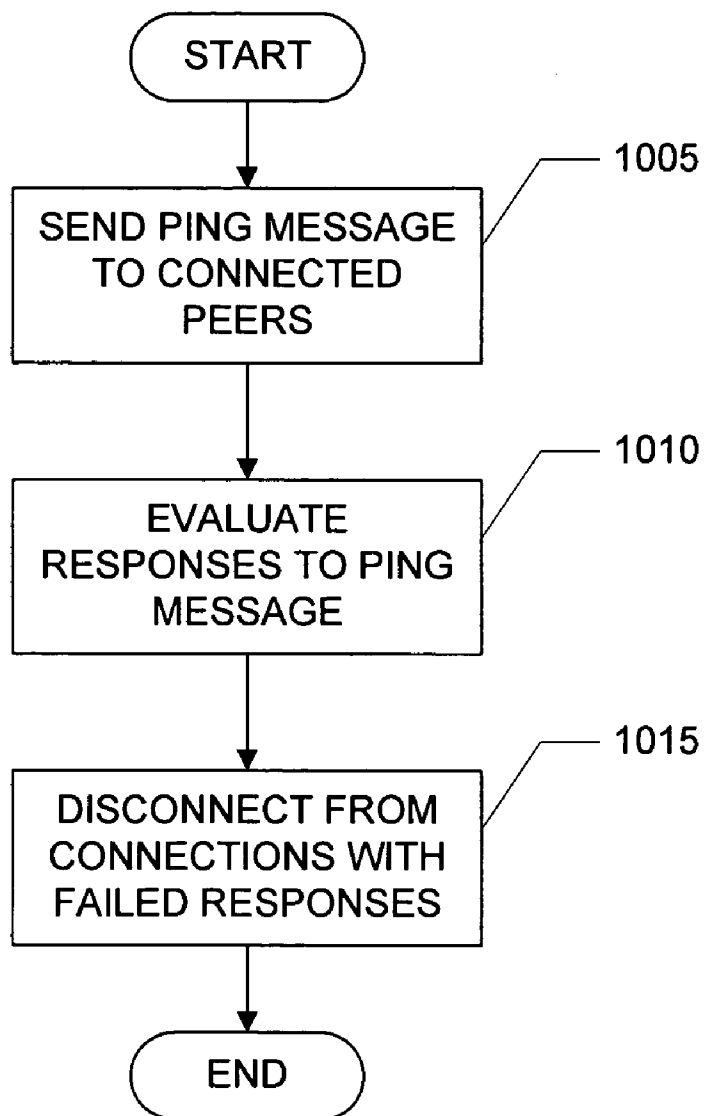 START
1005
SEND PING MESSAGE
TO CONNECTED
PEERS
1010
EVALUATE
RESPONSES TO PING
MESSAGE
1015
DISCONNECT FROM
CONNECTIONS WITH
FAILED RESPONSES
END